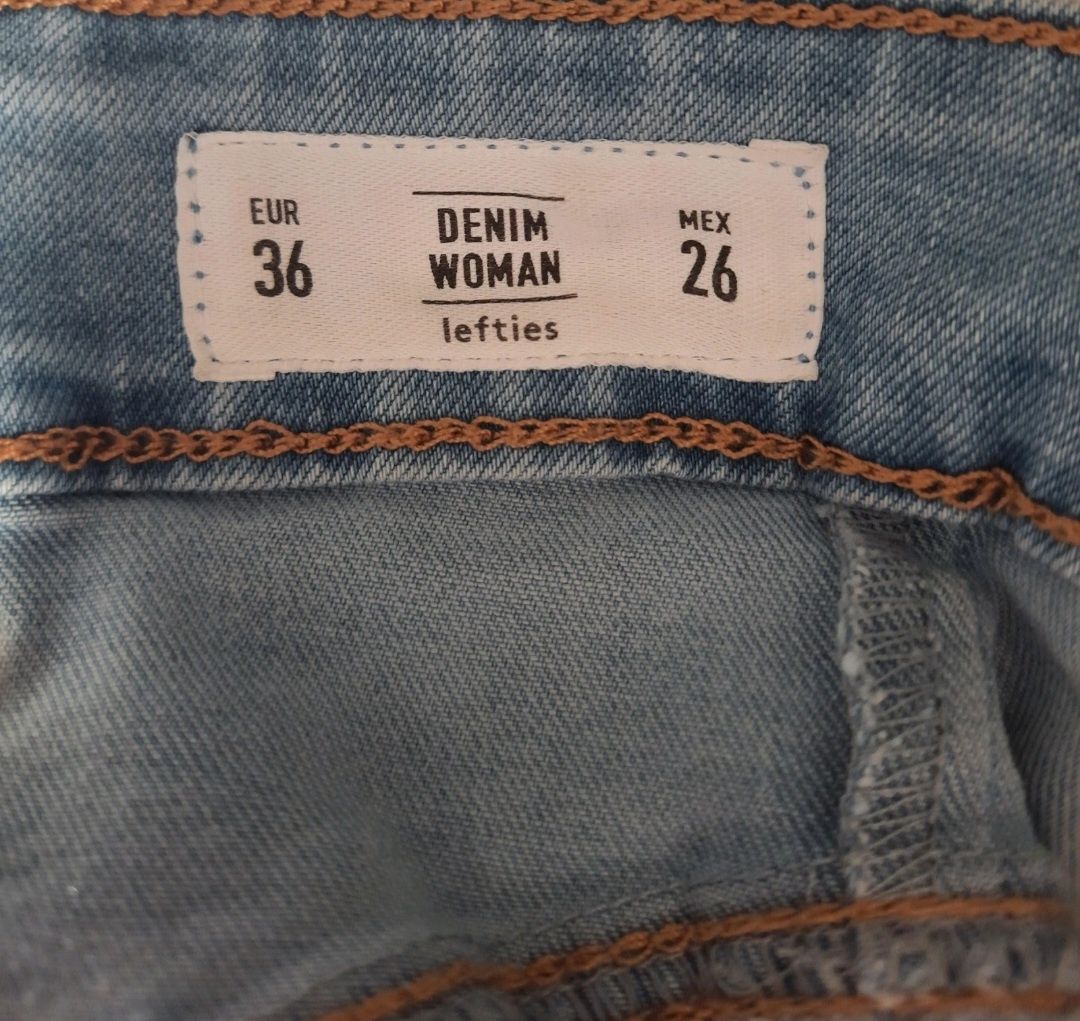 EUR
36
DENIM
WOMAN
lefties
MEX
26